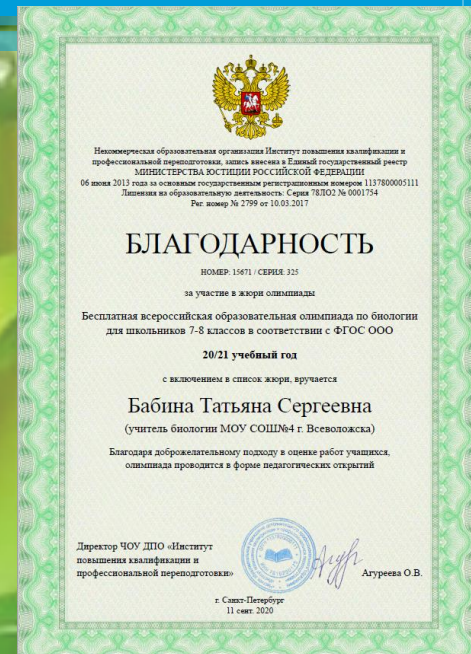 Некоммерческая образовательная организация Институт повышения квалификации и
профессиональной переподготовки, запись внесена в Единый государственный реестр
МИНИСТЕРСТВА ЮСТИЦИИ РОССИЙСКОЙ ФЕДЕРАЦИИ
06 июня 2013 года за основным государственным регистрационным номером 1137800005111
Лицензия на образовательную деятельность: Серия 78ЛО2 № 0001754
Рег. номер № 2799 от 10.03.2017
БЛАГОДАРНОСТЬ
НОМЕР: 15671 / СЕРИЯ: 325
за участие в жюри олимпиады
Бесплатная всероссийская образовательная олимпиада по биологии
для школьников 7-8 классов в соответствии с ФГОС ООО
20/21 учебный год
с включением в список жюри, вручается
Бабина Татьяна Сергеевна
(учитель биологии МОУ СОШ№4 г. Всеволожска)
Благодаря доброжелательному подходу в оценке работ учащихся,
олимпиада проводится в форме педагогических открытий
Директор ЧОУ ДПО «Институт
повышения квалификации и
профессиональной переподготовки»
Агуреева О.В.
г. Санкт-Петербург
11 сент. 2020